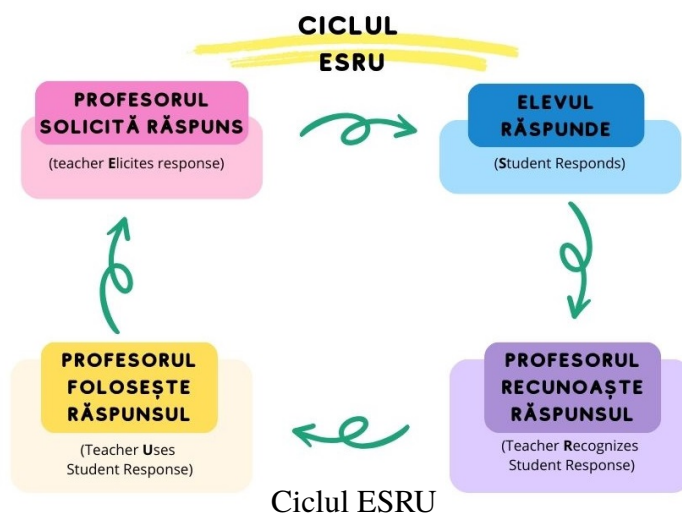 CICLUL
ESRU
PROFESORUL
SOLICITĂ RĂSPUNS
(teacher Elicites response)
ELEVUL
RĂSPUNDE
(Student Responds)
PROFESORUL
FOLOSEȘTE
RĂSPUNSUL
(Teacher Uses
Student Response)
PROFESORUL
RECUNOAȘTE
RĂSPUNSUL
(Teacher Recognizes
Student Response)
Ciclul ESRU